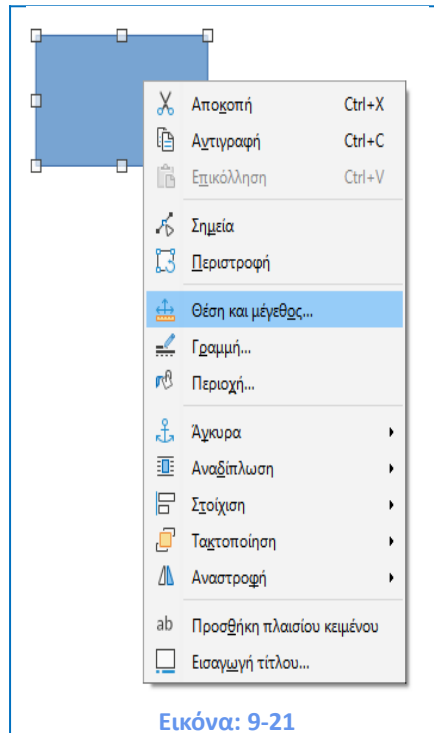 Αποκοπή Ctrl+X
Αντιγραφή Ctrl+C
Επικόλληση Ctrl+V
Σημεία
Περιστροφή
Θέση και μέγεθος...
Γραμμή...
Περιοχή...
Άγκυρα
Αναδίπλωση
Στοίχιση
Τακτοποίηση
Αναστροφή
ab Προσθήκη πλαισίου κειμένου
Εισαγωγή τίτλου...
Εικόνα: 9-21